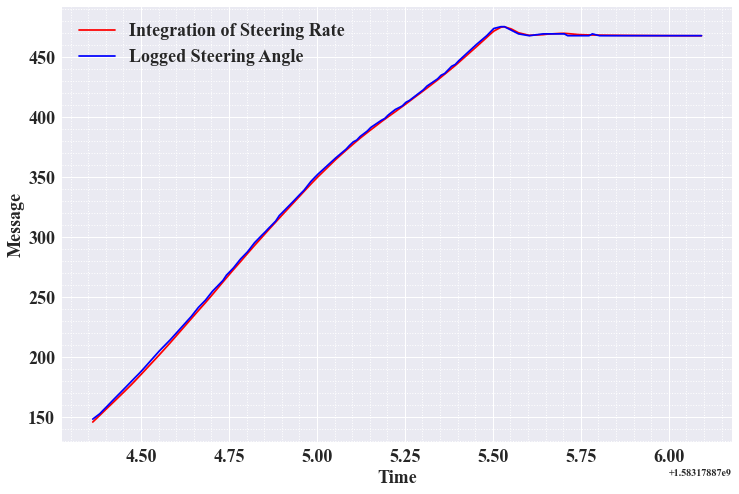 Integration of Steering Rate
Logged Steering Angle
Message
450
400
350
300
250
200
150
4.50 4.75 5.00 5.25 5.50 5.75 6.00
Time
+1.58317887e9